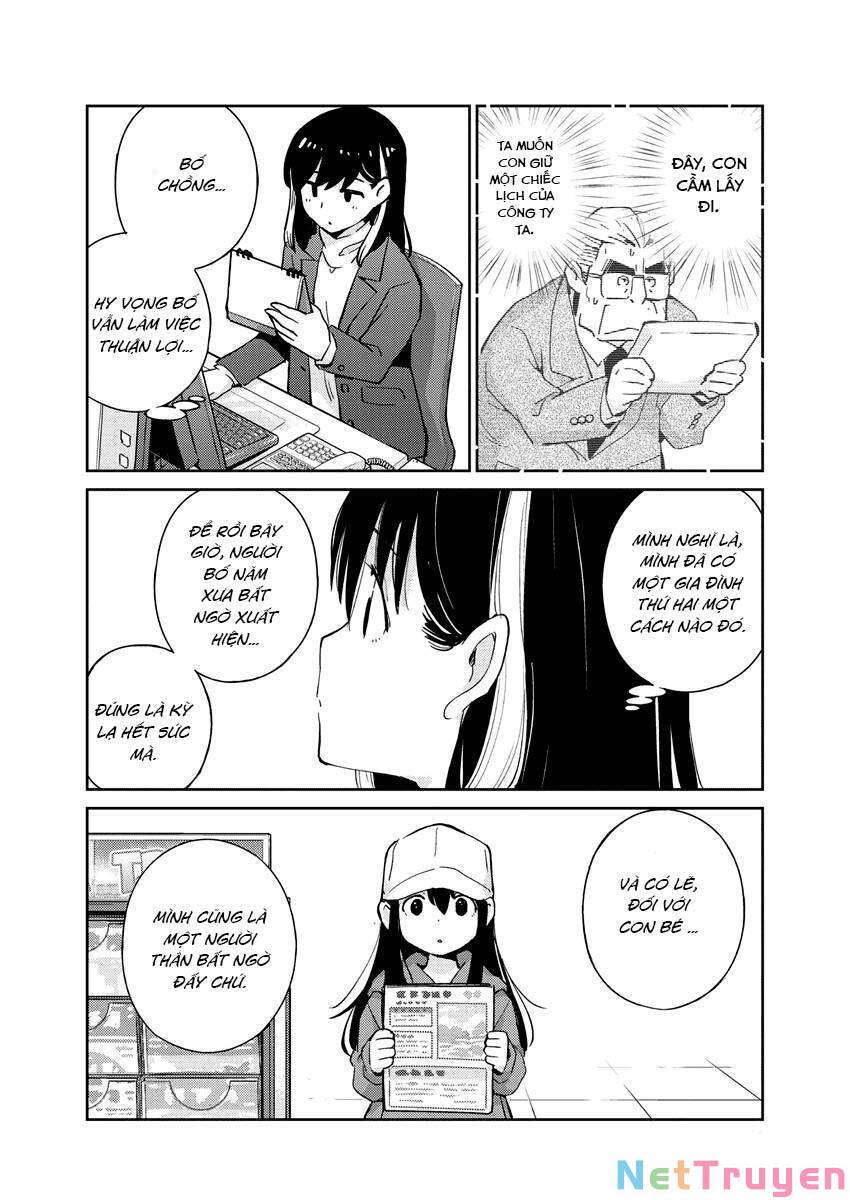 ĐÂY, CON
CẦM LẤY
ĐI.
TA MUỐN
CON GIỮ
MỘT CHIẾC
LỊCH CỦA
CÔNG TY
TA.
BỐ
CHỒNG...
HY VỌNG BỐ
VẪN LÀM VIỆC
THUẬN LỢI...
MÌNH NGHĨ LÀ,
MÌNH ĐÃ CÓ
MỘT GIA ĐÌNH
THỨ HAI MỘT
CÁCH NÀO ĐÓ.
ĐỂ RỒI BÂY
GIỜ, NGƯỜI
BỐ NĂM
XƯA BẤT
NGỜ XUẤT
HIỆN...
ĐÚNG LÀ KỲ
LẠ HẾT SỨC
MÀ.
VÀ CÓ LẼ,
ĐỐI VỚI
CON BÉ ...
MÌNH CŨNG LÀ
MỘT NGƯỜI
THÂN BẤT NGỜ
ĐẤY CHỨ.
NetTruyen